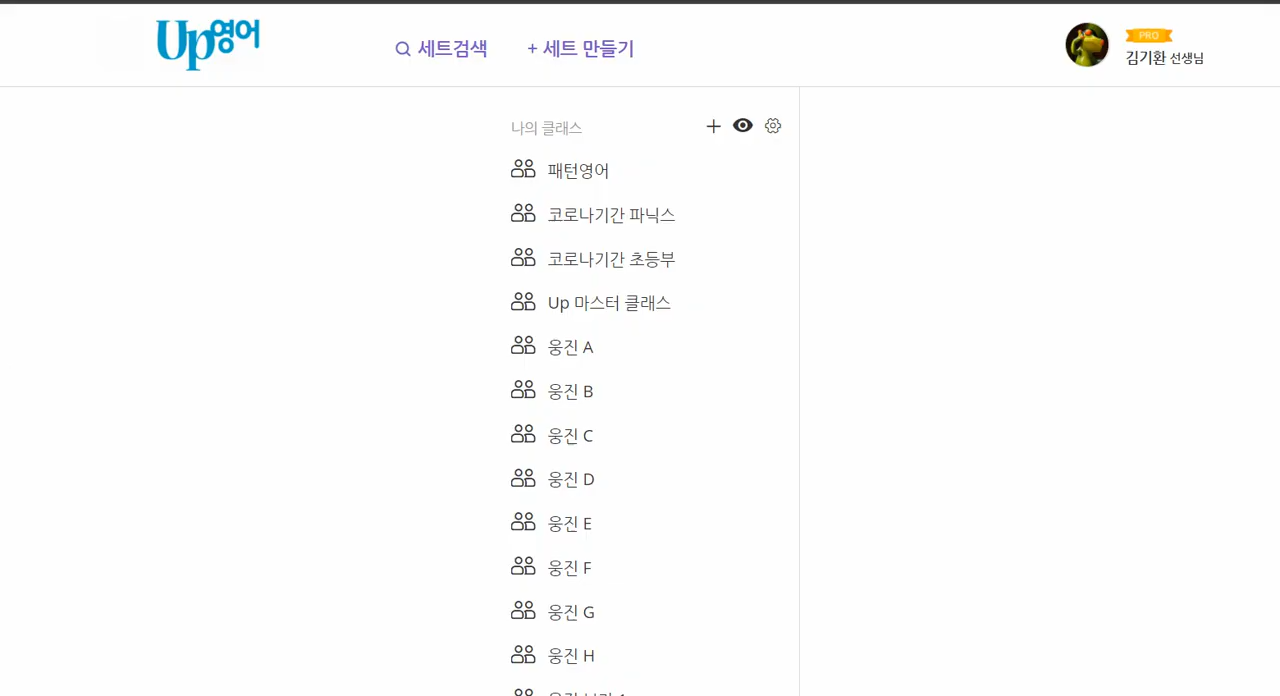 Up영어
세트검색
+ 세트 만들기
PRO
김기환 선생님
나의 클래스
패턴영어
코로나기간 파닉스
코로나기간 초등부
Up 마스터 클래스
웅진 A
웅진 B
웅진 C
웅진 D
웅진 E
웅진 F
웅진 G
웅진 H